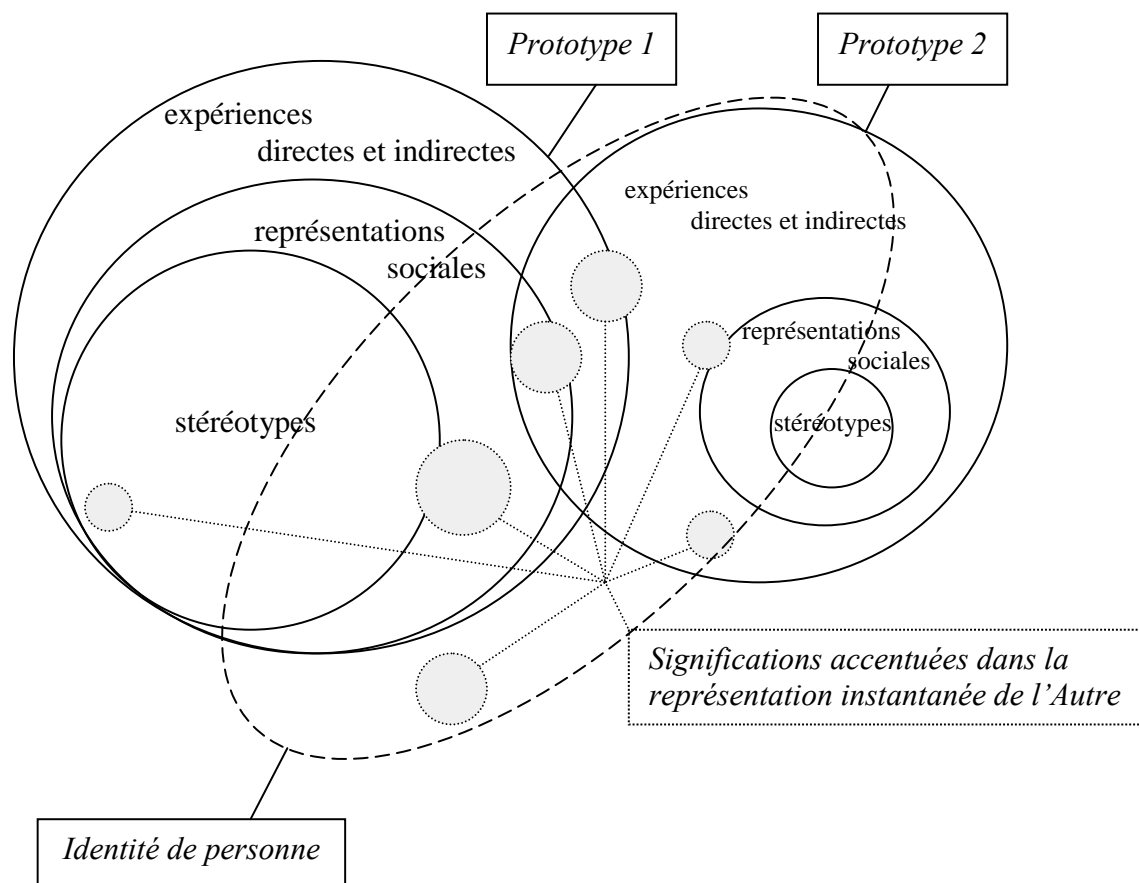 Prototype 1
Prototype 2
expériences
directes et indirectes
représentations
sociales
stéréotypes
expériences
directes et indirectes
représentations
sociales
stéréotypes
Significations accentuées dans la
représentation instantanée de l’Autre
Identité de personne